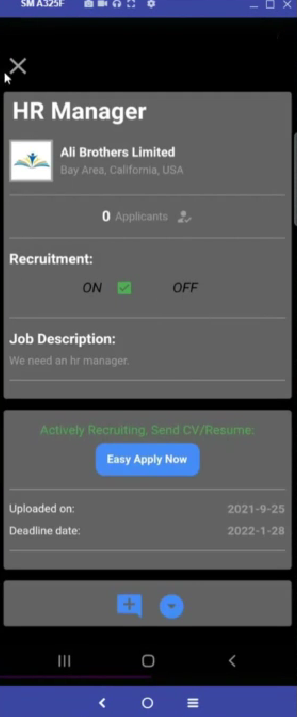 SM A325F
HR Manager
Ali Brothers Limited
Bay Area, California, USA
0 Applicants
Recruitment:
ON OFF
Job Description:
We need an hr manager.
Actively Recruiting. Send CV/Resume:
Easy Apply Now
Uploaded on: 2021-9-25
Deadline date: 2022-1-28